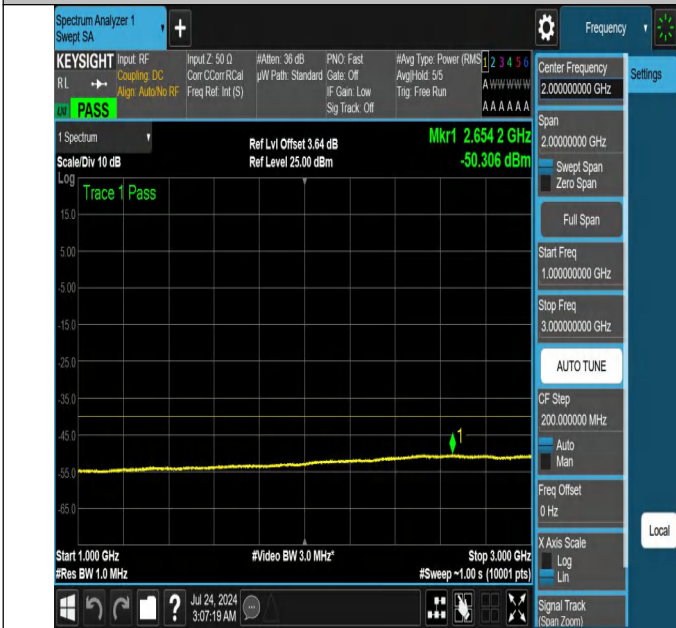 Spectrum Analyzer 1
Swept SA
+
Frequency
KEYSIGHT
RL
PASS
Input: RF
Coupling: DC
Align: Auto/No RF
Input Z: 50 Ω
Corr CCorr RCal
Freq Ref: Int (S)
#Atten: 36 dB
µW Path: Standard
PNO: Fast
Gate: Off
IF Gain: Low
Sig Track: Off
#Avg Type: Power (RMS
Avg|Hold: 5/5
Trig: Free Run
1 2 3 4 5 6
A W W W W W
A A A A A A
1 Spectrum
Scale/Div 10 dB
Ref Lvl Offset 3.64 dB
Ref Level 25.00 dBm
Mkr1 2.654 2 GHz
-50.306 dBm
Log
Trace 1 Pass
15.0
5.00
-5.00
-15.0
-25.0
-35.0
-45.0
-55.0
-65.0
1
Start 1.000 GHz
#Res BW 1.0 MHz
#Video BW 3.0 MHz*
Stop 3.000 GHz
#Sweep ~1.00 s (10001 pts)
Jul 24, 2024
3:07:19 AM
?
Center Frequency
2.000000000 GHz
Span
2.00000000 GHz
Swept Span
Zero Span
Full Span
Start Freq
1.000000000 GHz
Stop Freq
3.000000000 GHz
AUTO TUNE
CF Step
200.000000 MHz
Auto
Man
Freq Offset
0 Hz
X Axis Scale
Log
Lin
Signal Track
(Span Zoom)
Settings
Local